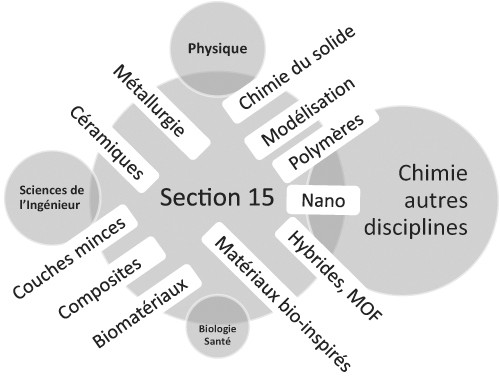 Physique
Chimie du solide
Métallurgie
Modélisation
Céramiques
Polymères
Chimie
autres
disciplines
Sciences de
l'Ingénieur
Section 15
Nano
Couches minces
Hybrides, MOF
Composites
Matériaux bio-inspirés
Biomatériaux
Biologie
Santé